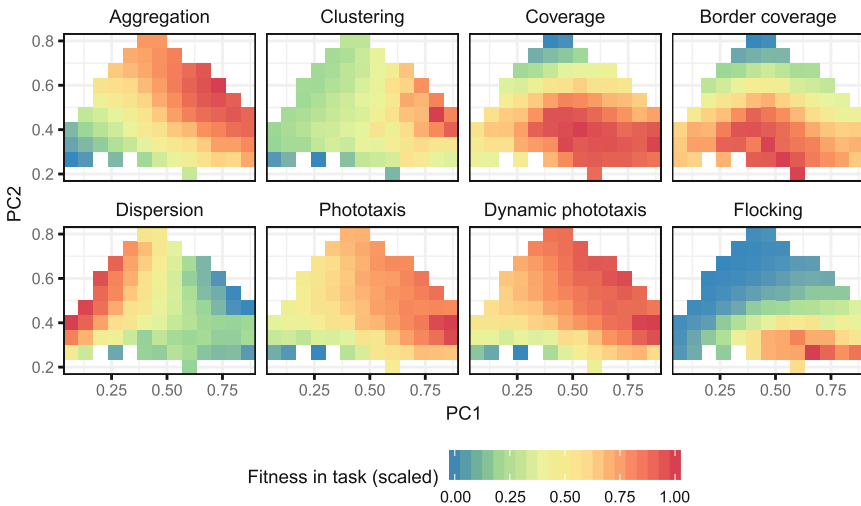 Aggregation Clustering Coverage Border coverage
0.8
0.6
0.4
0.2
PC2
Dispersion Phototaxis Dynamic phototaxis Flocking
0.8
0.6
0.4
0.2
0.25 0.50 0.75 0.25 0.50 0.75 0.25 0.50 0.75 0.25 0.50 0.75
PC1
Fitness in task (scaled)
0.00 0.25 0.50 0.75 1.00